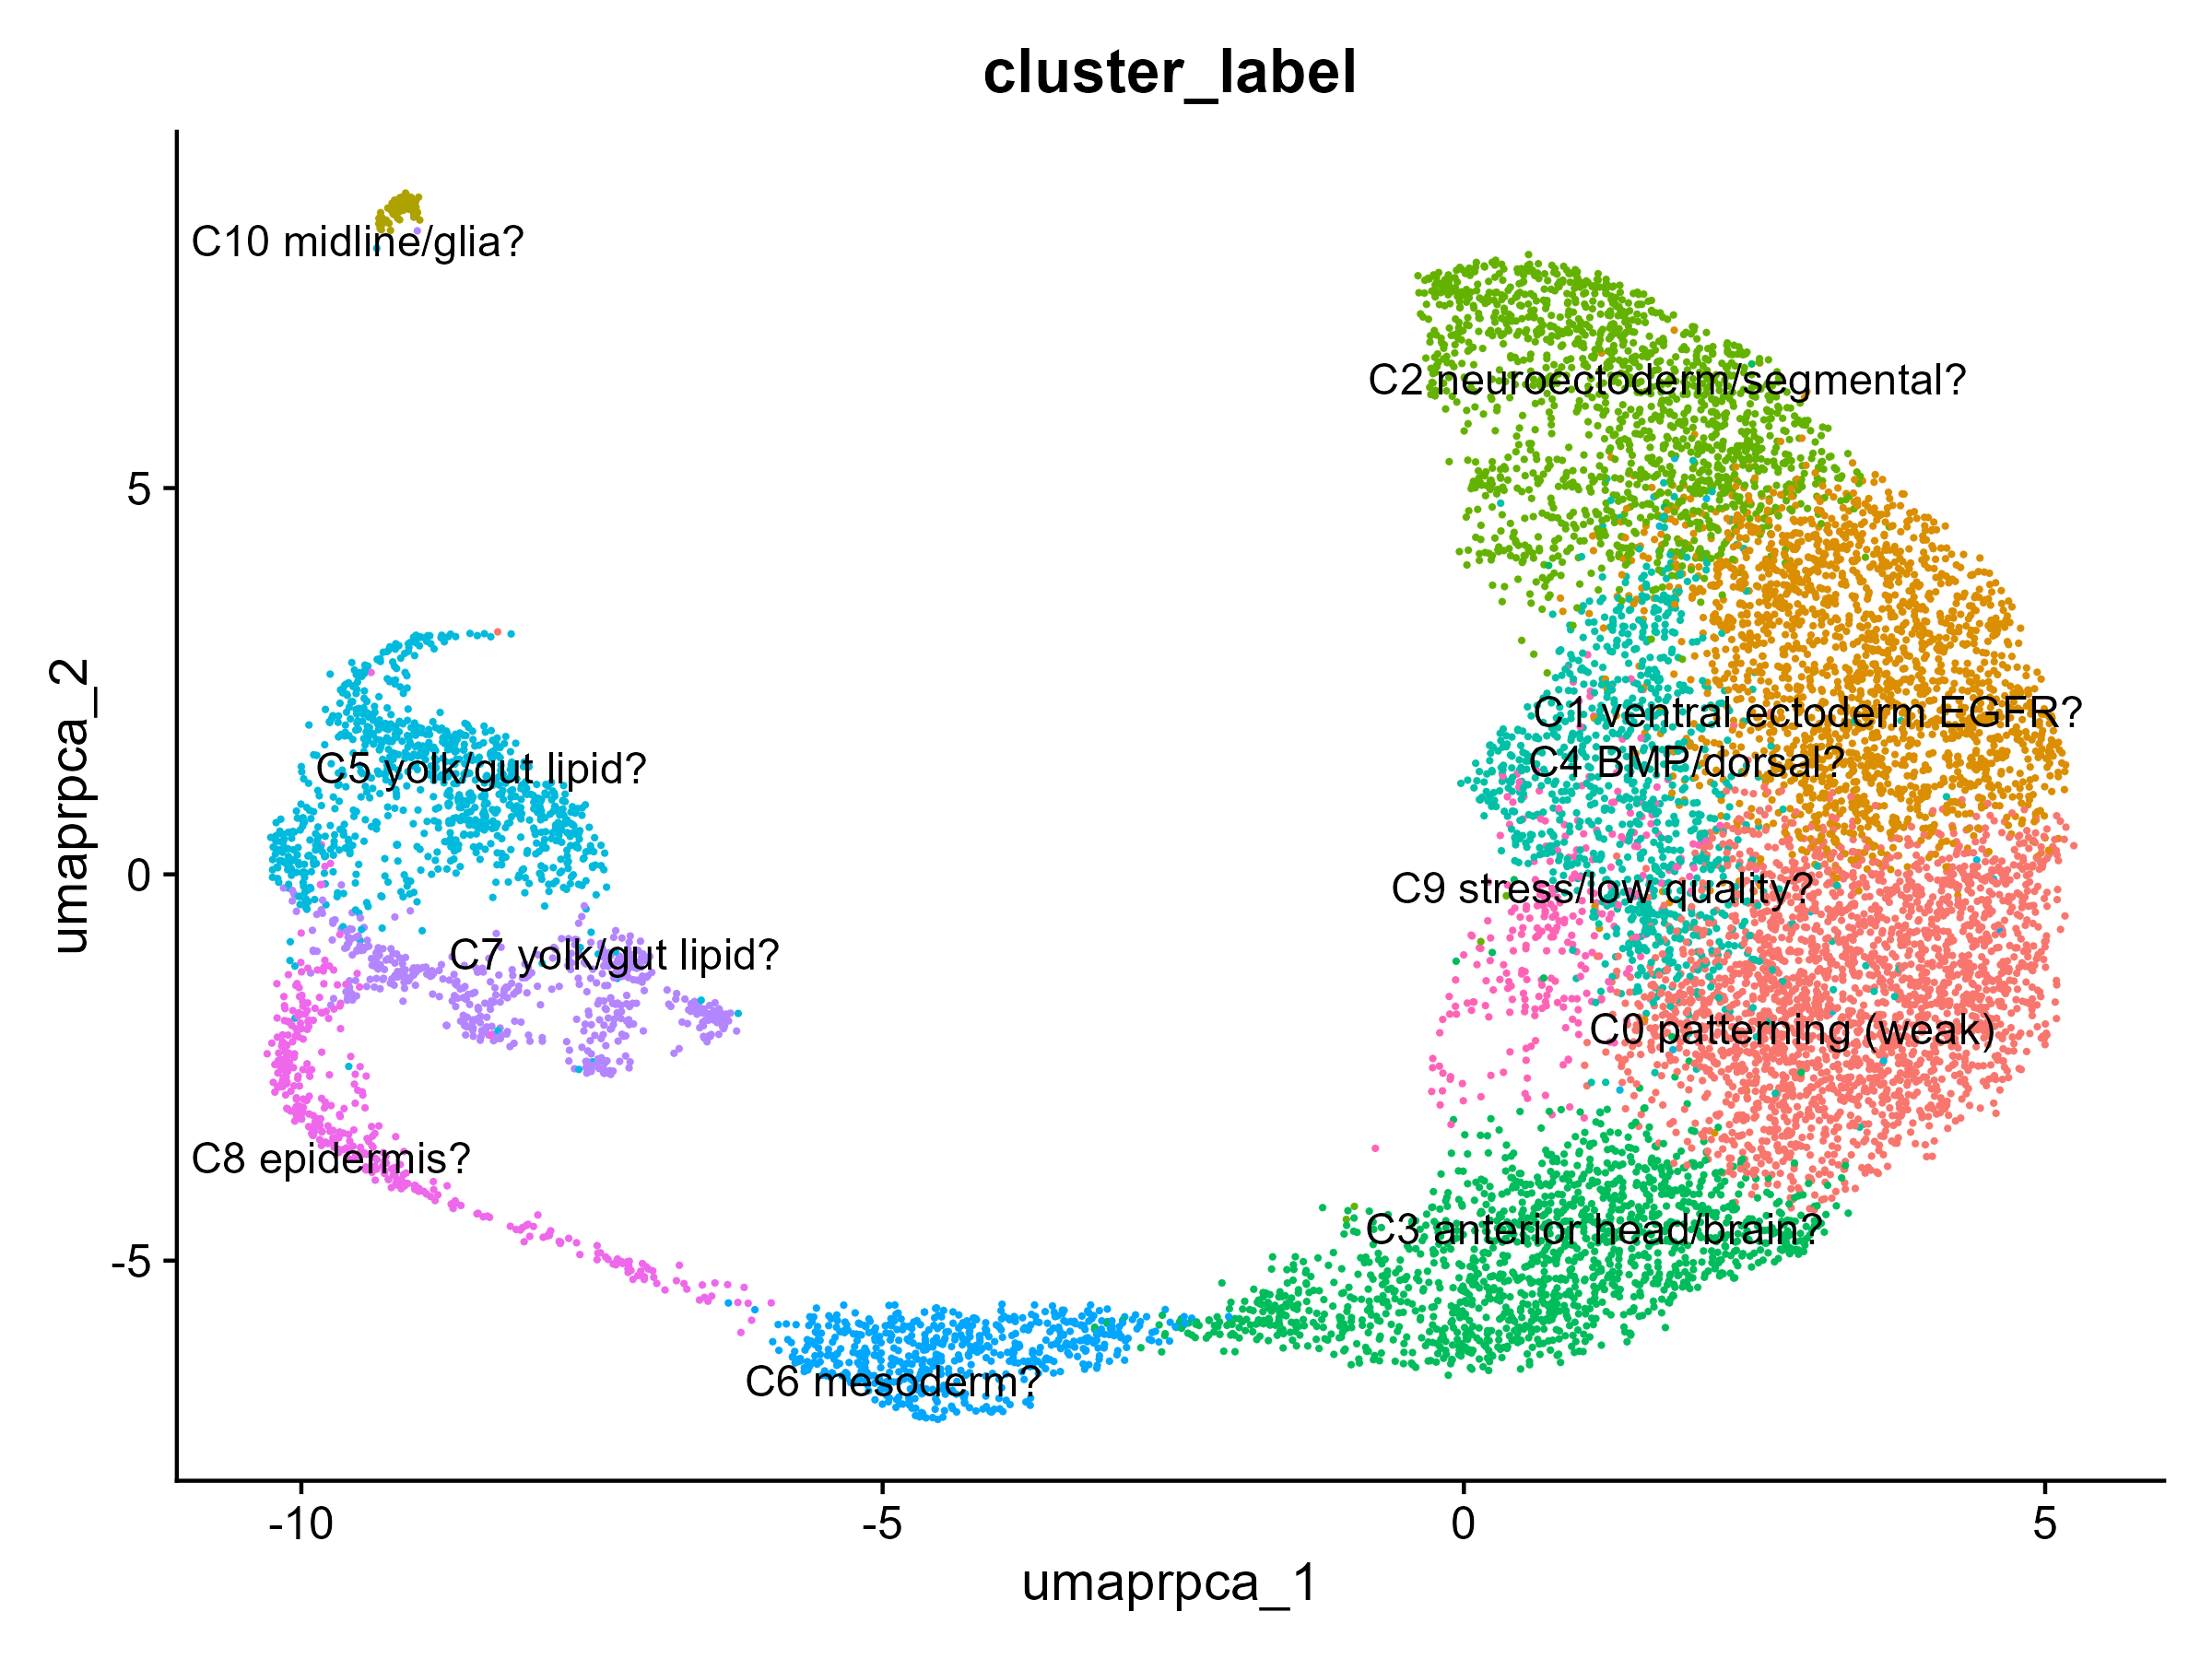 cluster_label
C10 midline/glia?
C2 neuroectoderm/segmental?
5
C1 ventral ectoderm EGFR?
C4 BMP/dorsal?
C5 yolk/gut lipid?
0
C9 stress/low quality?
C7 yolk/gut lipid?
C0 patterning (weak)
C8 epidermis?
C3 anterior head/brain?
-5
C6 mesoderm?
umaprpca_2
-10
-5
0
5
umaprpca_1